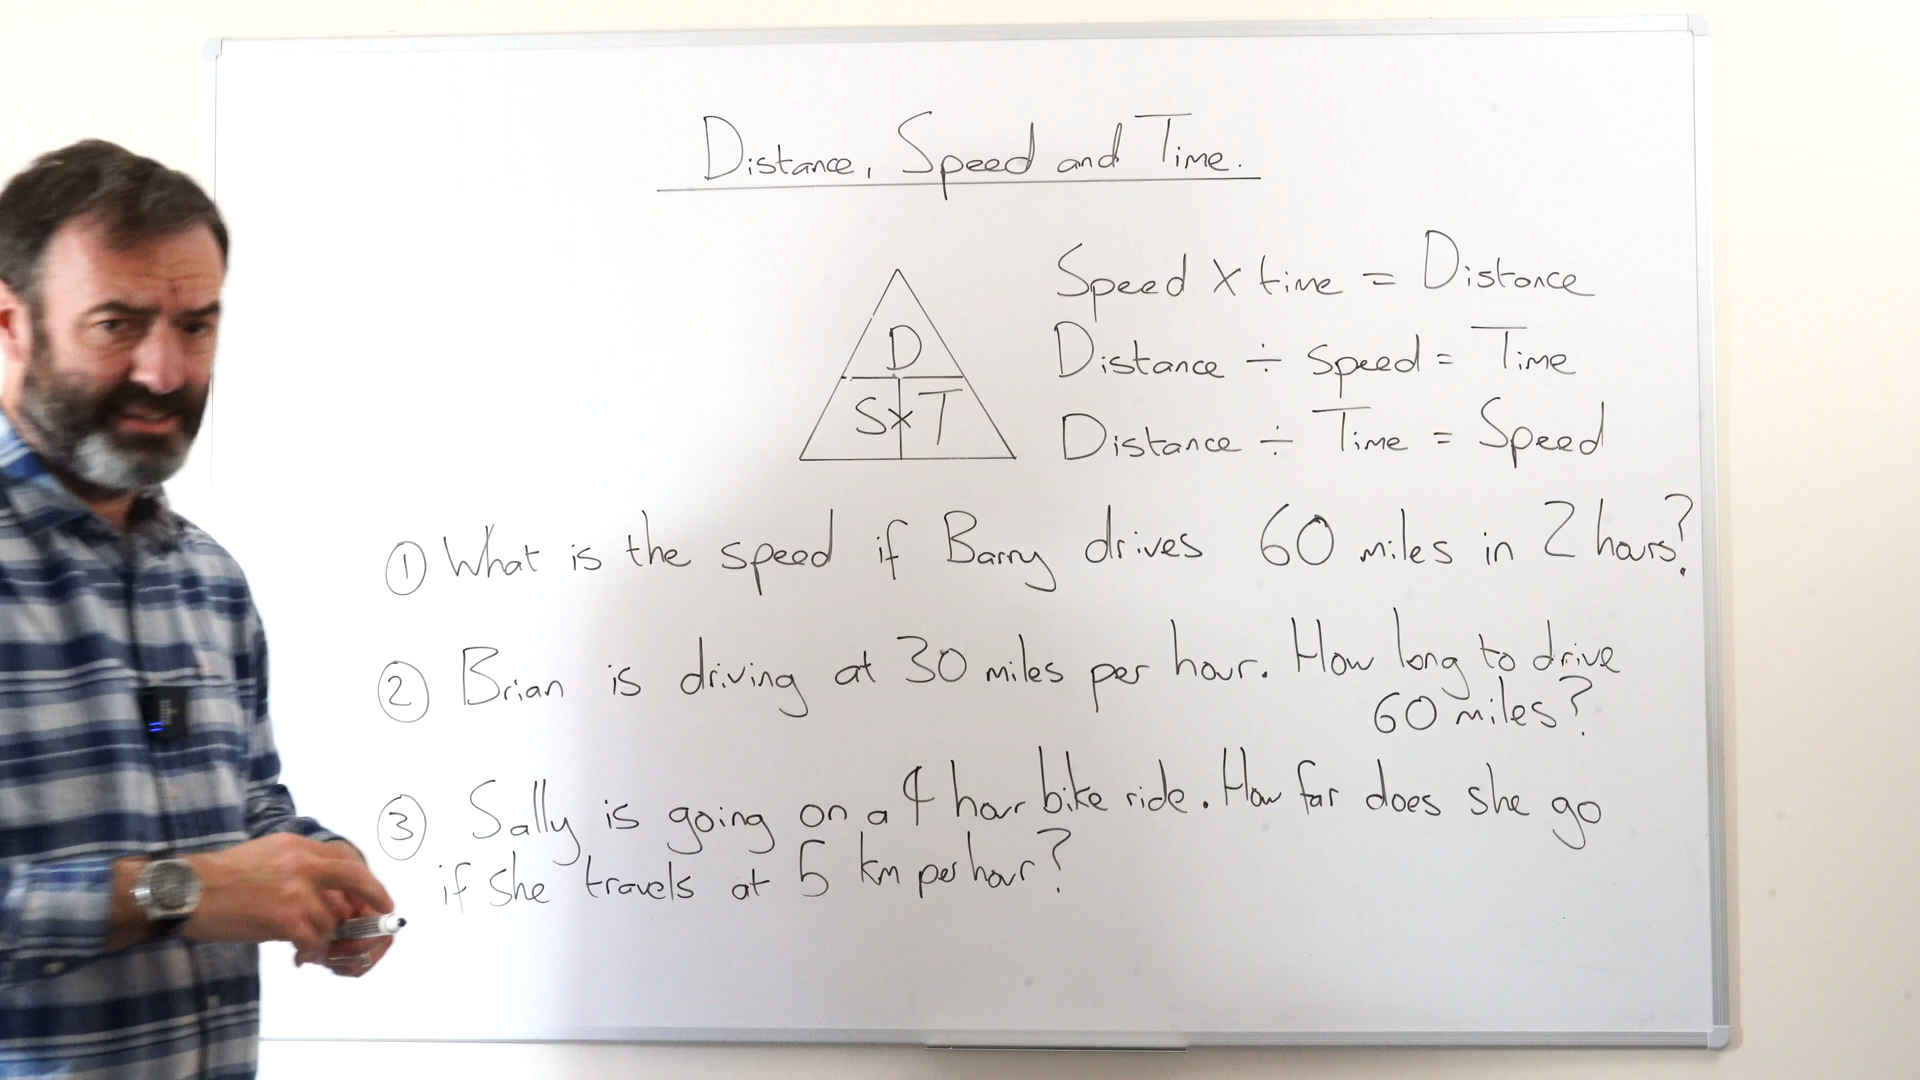 Distance, Speed and Time.
D
S x T
Speed x time = Distance
Distance ÷ speed = Time
Distance ÷ Time = Speed
① What is the speed if Barry drives 60 miles in 2 hours?
② Brian is driving at 30 miles per hour. How long to drive
60 miles?
③ Sally is going on a 4 hour bike ride. How far does she go
if she travels at 5 km per hour?